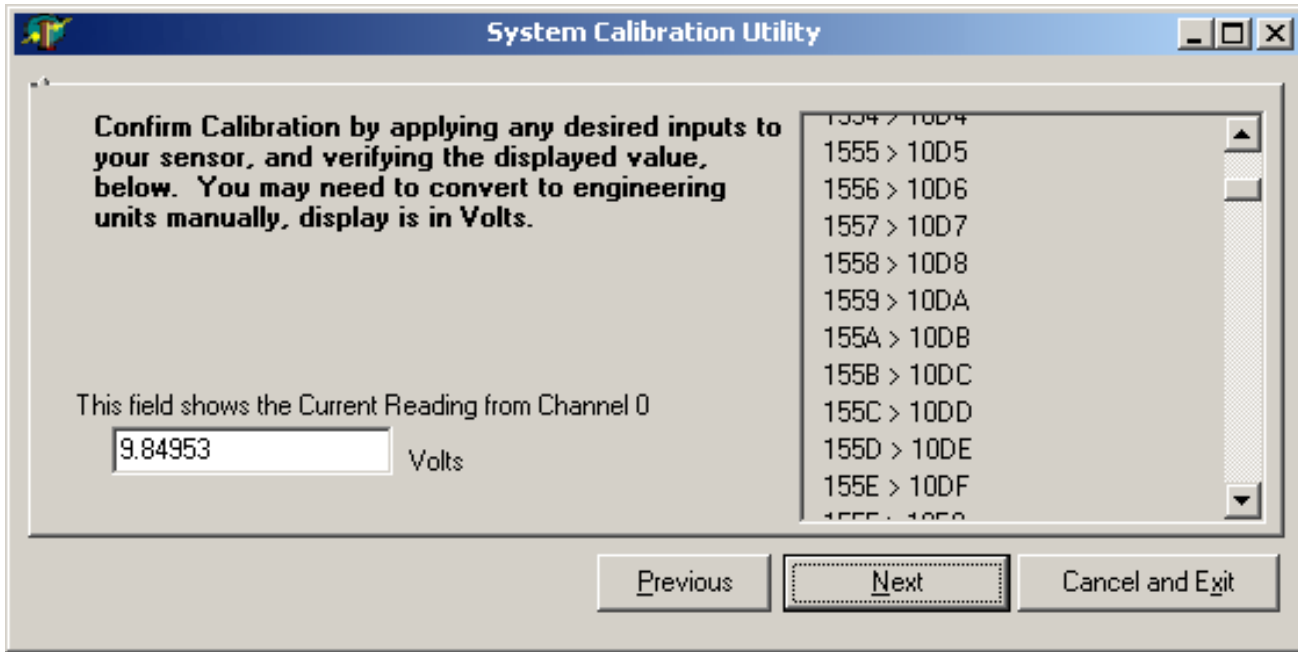 System Calibration Utility
Confirm Calibration by applying any desired inputs to
your sensor, and verifying the displayed value,
below.  You may need to convert to engineering
units manually, display is in Volts.
1554 > 10D4
1555 > 10D5
1556 > 10D6
1557 > 10D7
1558 > 10D8
1559 > 10DA
155A > 10DB
155B > 10DC
155C > 10DD
155D > 10DE
155E > 10DF
This field shows the Current Reading from Channel 0
9.84953
Volts
Previous
Next
Cancel and Exit